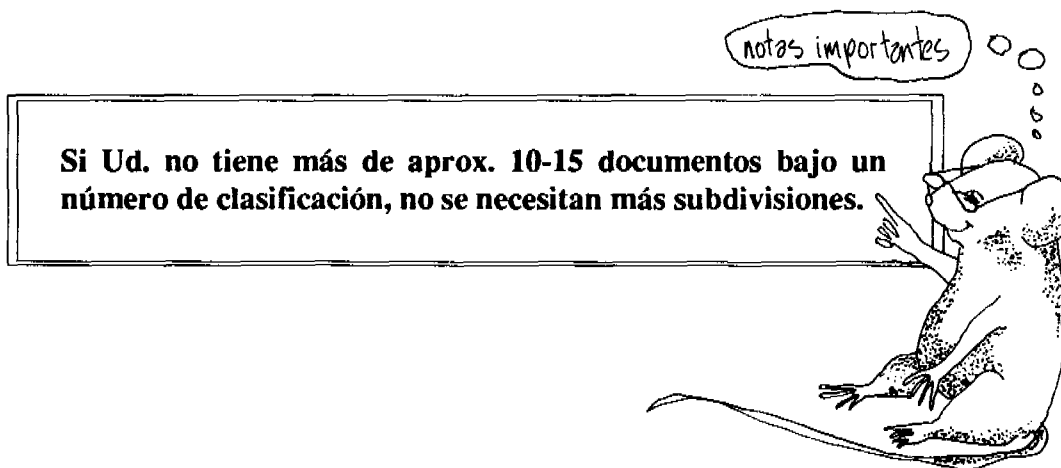 notas importantes
Si Ud. no tiene más de aprox. 10-15 documentos bajo un
número de clasificación, no se necesitan más subdivisiones.